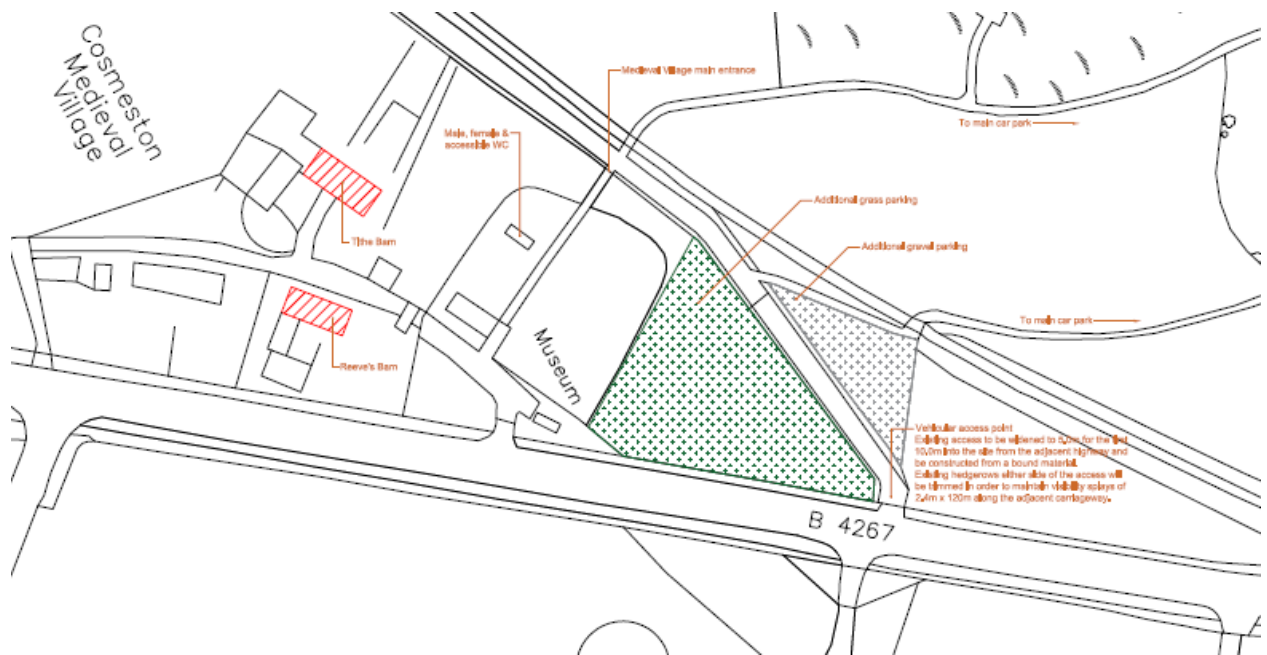 Cosmeston
Medieval
Village
Medieval Village main entrance
To main car park
Male, female &
accessible WC
Additional grass parking
Tithe Barn
Additional gravel parking
To main car park
Museum
Reeve's Barn
Vehicular access point
Existing access to be widened to 5.0m for the first
10.0m into the site from the adjacent highway and
be constructed from a bound material.
Existing hedgerows either side of the access will
be trimmed in order to maintain visibility splays of
2.4m x 120m along the adjacent carriageway.
B 4267